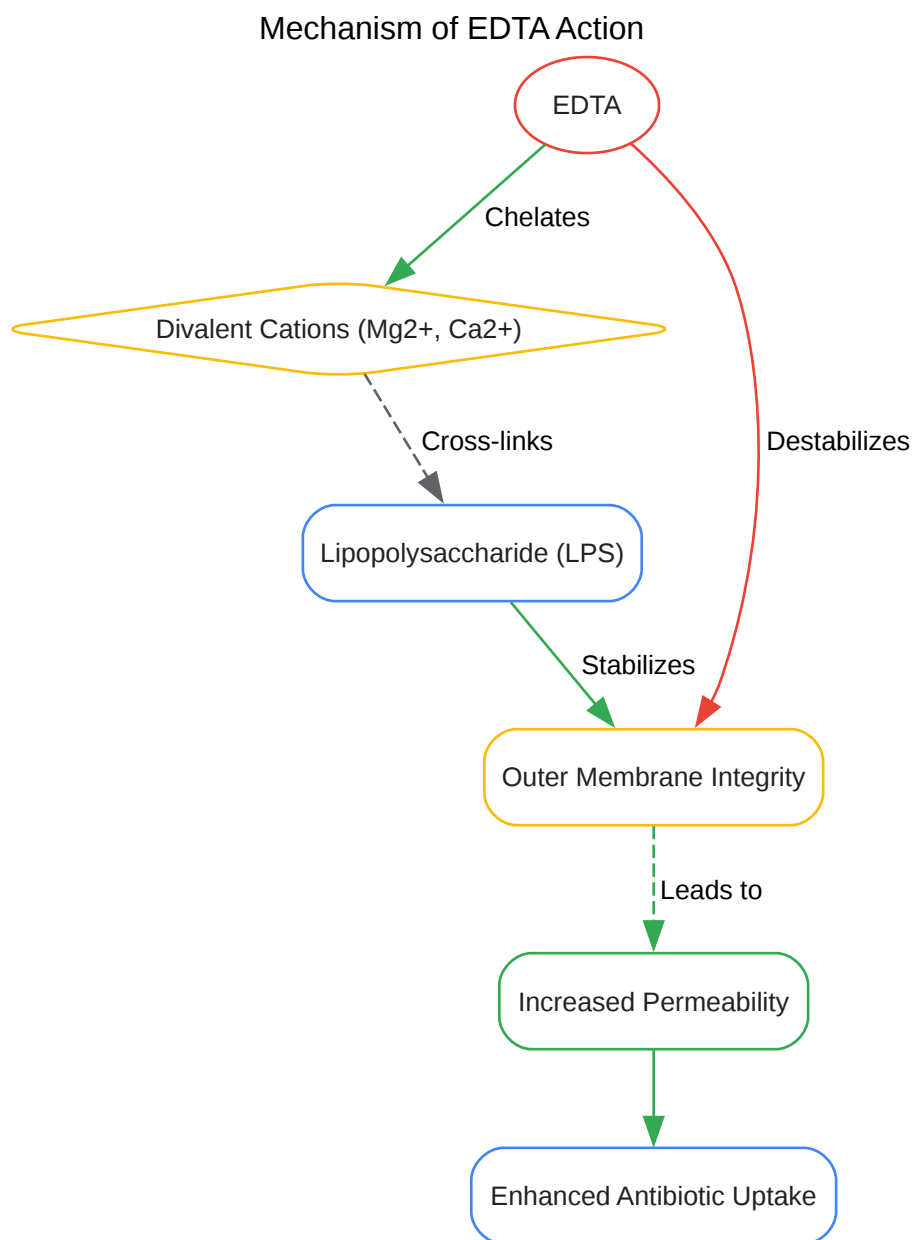 Mechanism of EDTA Action
EDTA
Chelates
Divalent Cations (Mg2+, Ca2+)
Cross-links
Destabilizes
Lipopolysaccharide (LPS)
Stabilizes
Outer Membrane Integrity
Leads to
Increased Permeability
Enhanced Antibiotic Uptake